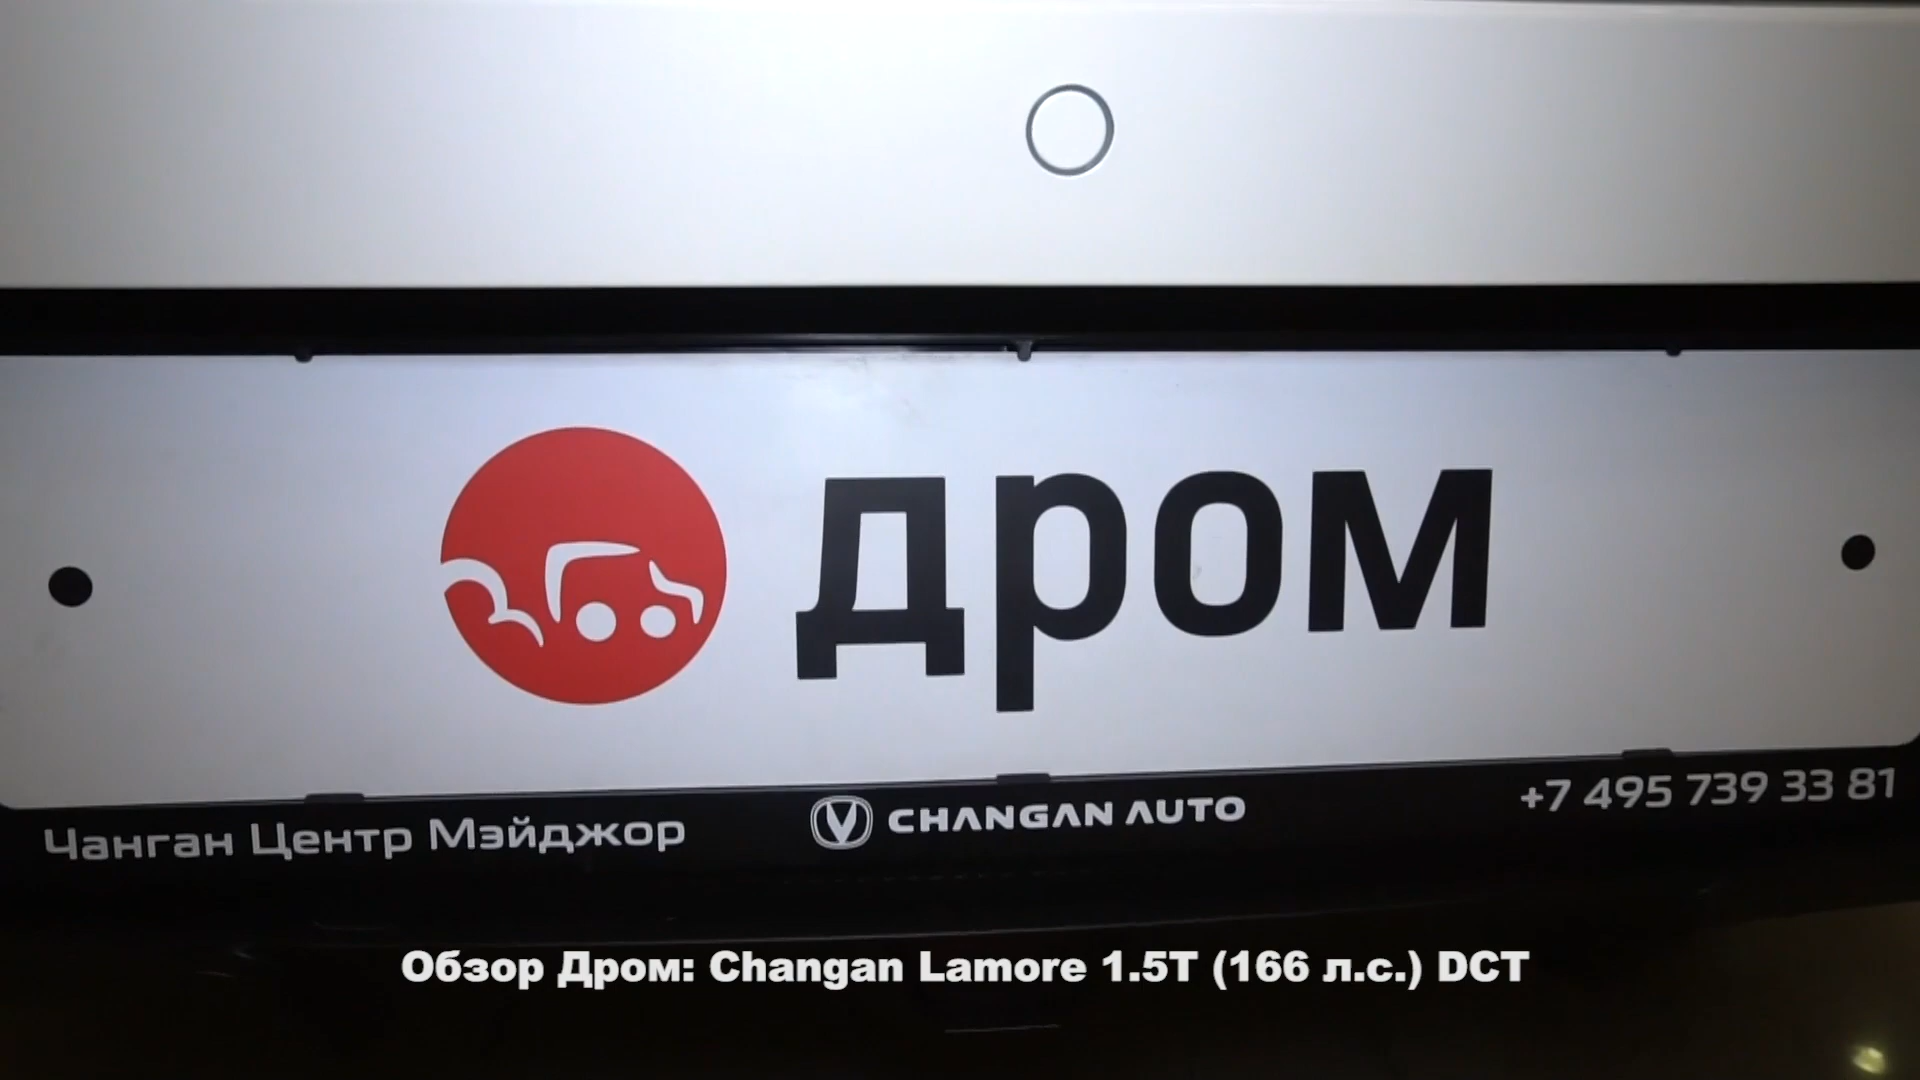 дром
Чанган Центр Мэйджор
CHANGAN AUTO
+7 495 739 33 81
Обзор Дром: Changan Lamore 1.5T (166 л.с.) DCT